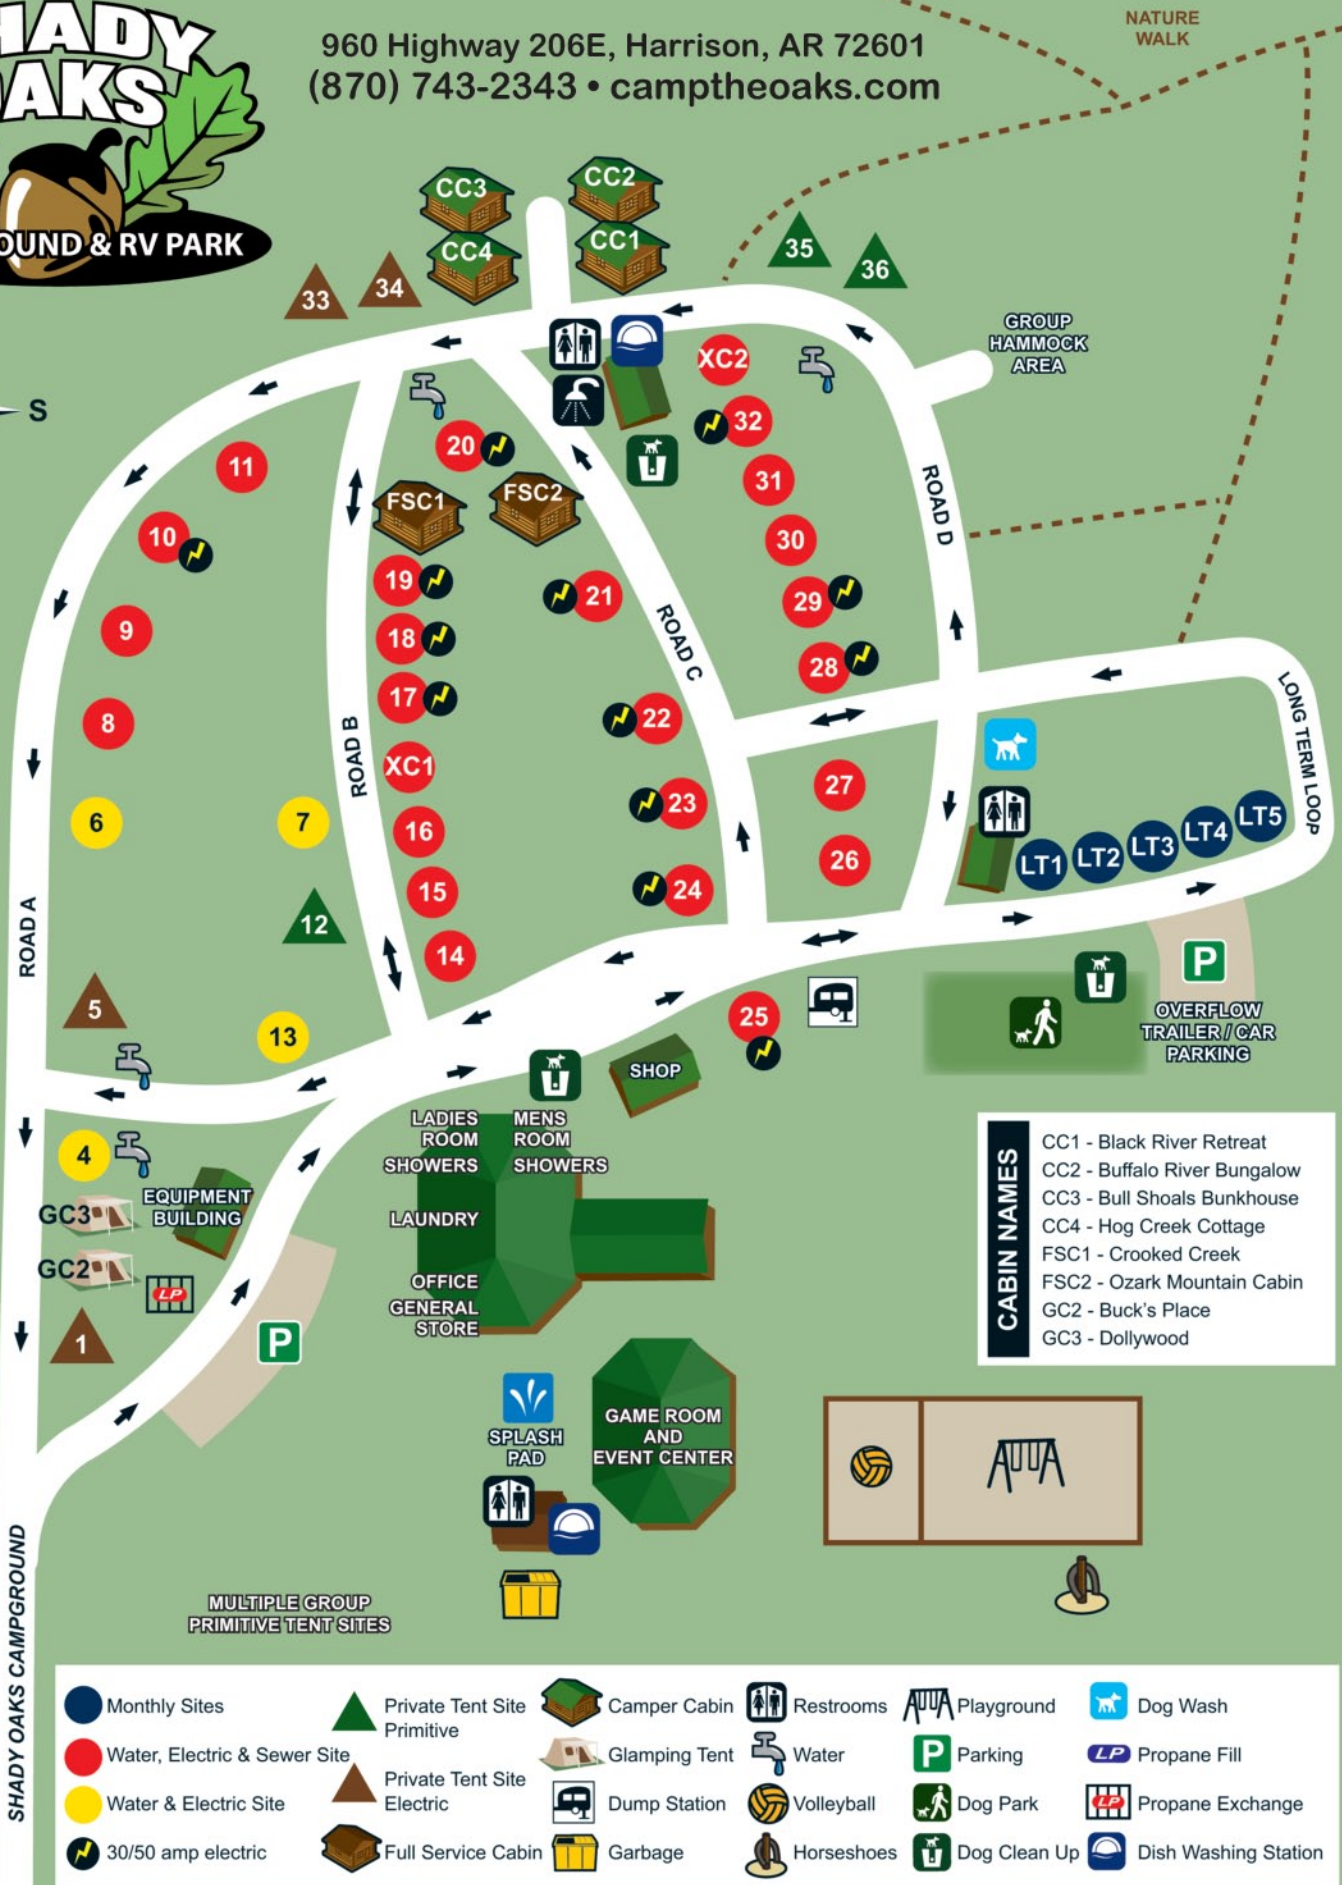 HADY
OAKS
OUND & RV PARK
960 Highway 206E, Harrison, AR 72601
(870) 743-2343 • camptheoaks.com
NATURE
WALK
CC3
CC2
CC4
CC1
35
36
33
34
GROUP
HAMMOCK
AREA
S
XC2
32
20
11
31
FSC1
FSC2
ROAD D
10
30
19
21
29
9
18
ROAD C
28
17
22
8
LONG TERM LOOP
ROAD B
XC1
27
23
6
7
16
LT1
LT2
LT3
LT4
LT5
26
15
24
12
ROAD A
14
P
5
25
OVERFLOW
TRAILER / CAR
PARKING
13
SHOP
LADIES
ROOM
SHOWERS
MENS
ROOM
SHOWERS
4
EQUIPMENT
BUILDING
GC3
LAUNDRY
GC2
LP
OFFICE
GENERAL
STORE
1
P
CABIN NAMES
CC1 - Black River Retreat
CC2 - Buffalo River Bungalow
CC3 - Bull Shoals Bunkhouse
CC4 - Hog Creek Cottage
FSC1 - Crooked Creek
FSC2 - Ozark Mountain Cabin
GC2 - Buck's Place
GC3 - Dollywood
SPLASH
PAD
GAME ROOM
AND
EVENT CENTER
MULTIPLE GROUP
PRIMITIVE TENT SITES
SHADY OAKS CAMPGROUND
Monthly Sites
Water, Electric & Sewer Site
Water & Electric Site
30/50 amp electric
Private Tent Site
Primitive
Private Tent Site
Electric
Full Service Cabin
Camper Cabin
Glamping Tent
Dump Station
Garbage
Restrooms
Water
Volleyball
Horseshoes
Playground
P Parking
Dog Park
Dog Clean Up
Dog Wash
LP Propane Fill
LP Propane Exchange
Dish Washing Station